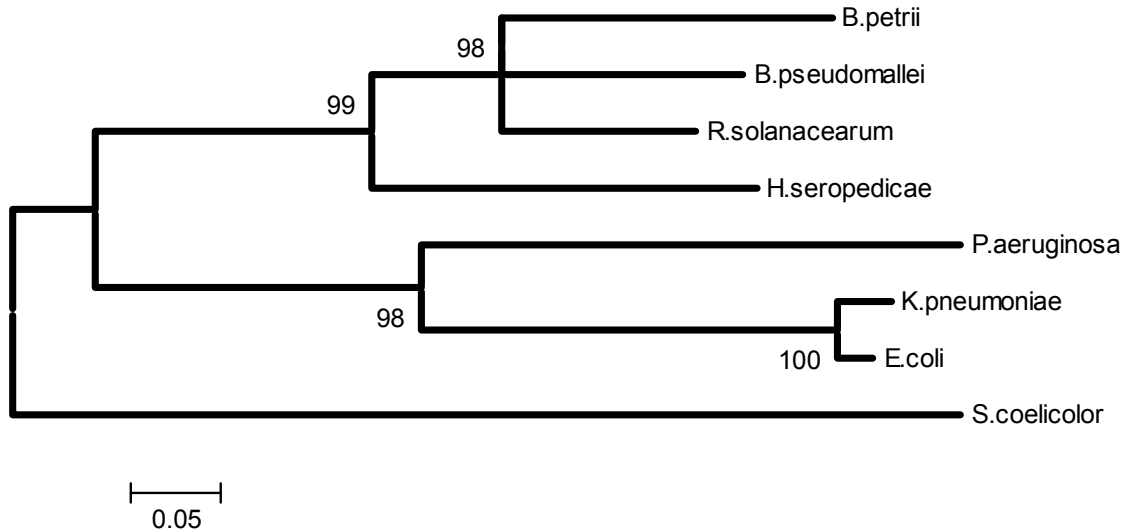 B.petrii
98
B.pseudomallei
99
R.solanacearum
H.seropedicae
P.aeruginosa
K.pneumoniae
98
E.coli
100
S.coelicolor
0.05